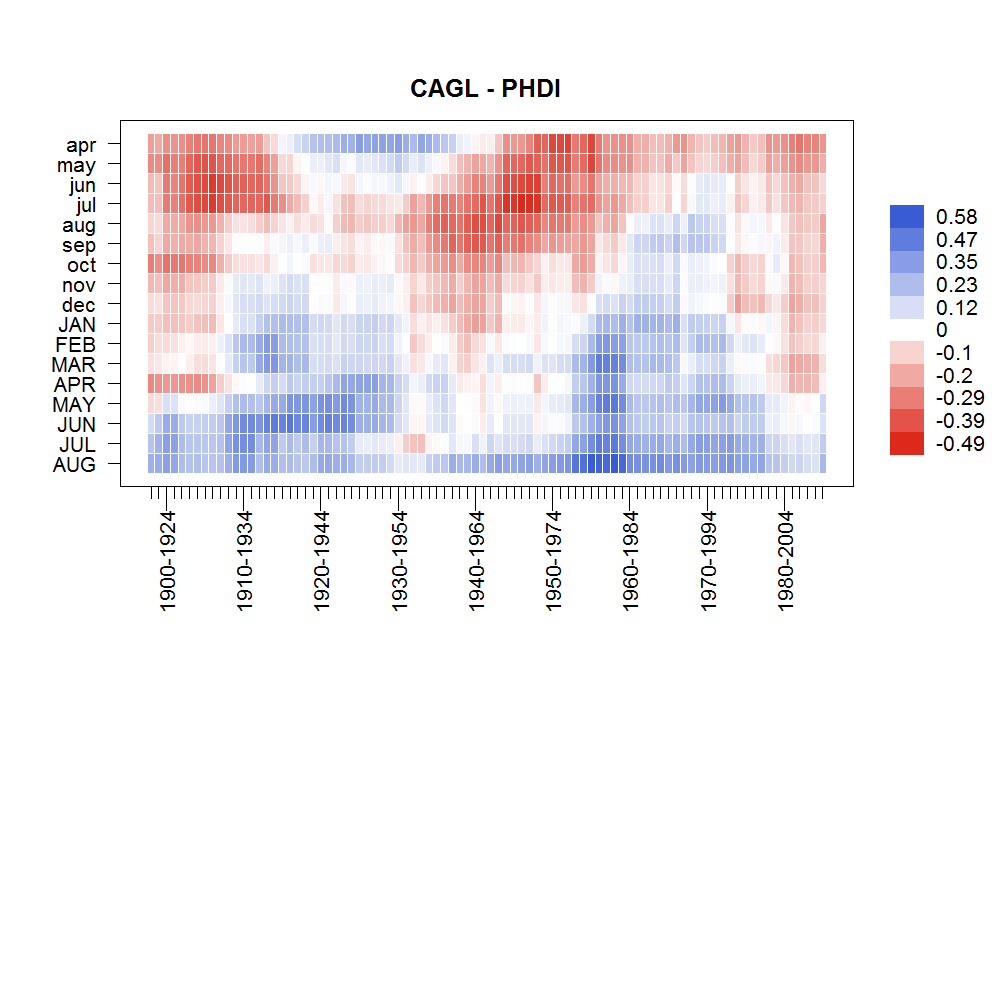 CAGL - PHDI
apr
may
jun
jul
aug
sep
oct
nov
dec
JAN
FEB
MAR
APR
MAY
JUN
JUL
AUG
0.58
0.47
0.35
0.23
0.12
0
-0.1
-0.2
-0.29
-0.39
-0.49
1900-1924
1910-1934
1920-1944
1930-1954
1940-1964
1950-1974
1960-1984
1970-1994
1980-2004